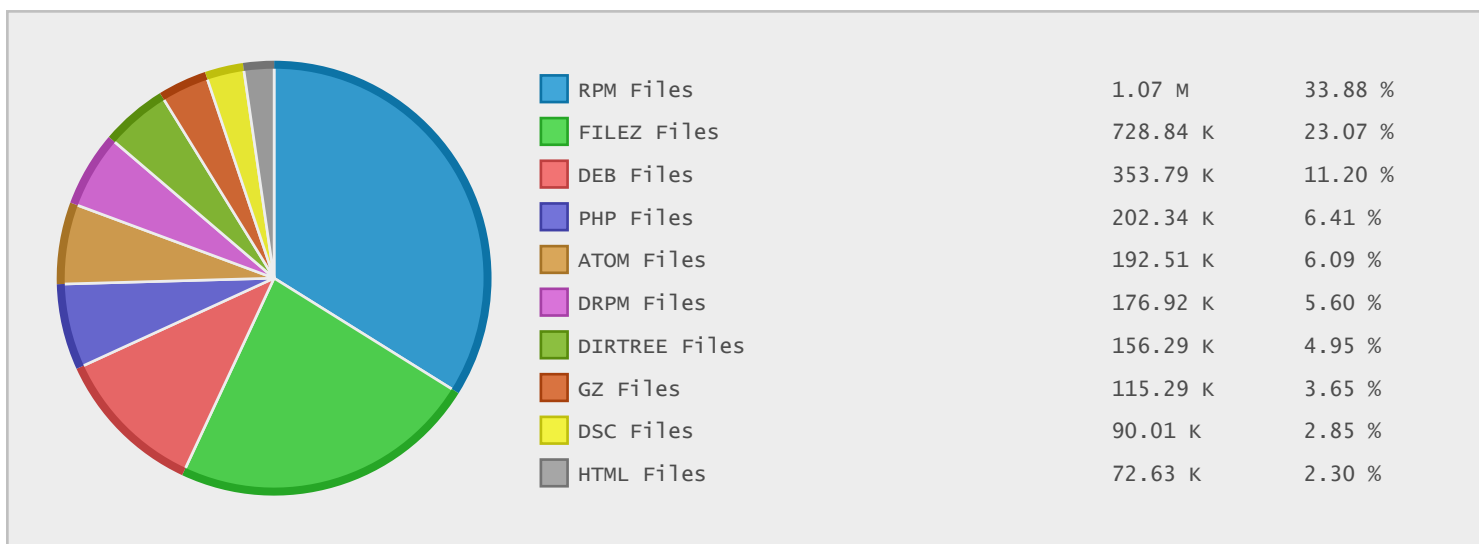 RPM Files 1.07 M 33.88 %
FILEZ Files 728.84 K 23.07 %
DEB Files 353.79 K 11.20 %
PHP Files 202.34 K 6.41 %
ATOM Files 192.51 K 6.09 %
DRPM Files 176.92 K 5.60 %
DIRTREE Files 156.29 K 4.95 %
GZ Files 115.29 K 3.65 %
DSC Files 90.01 K 2.85 %
HTML Files 72.63 K 2.30 %